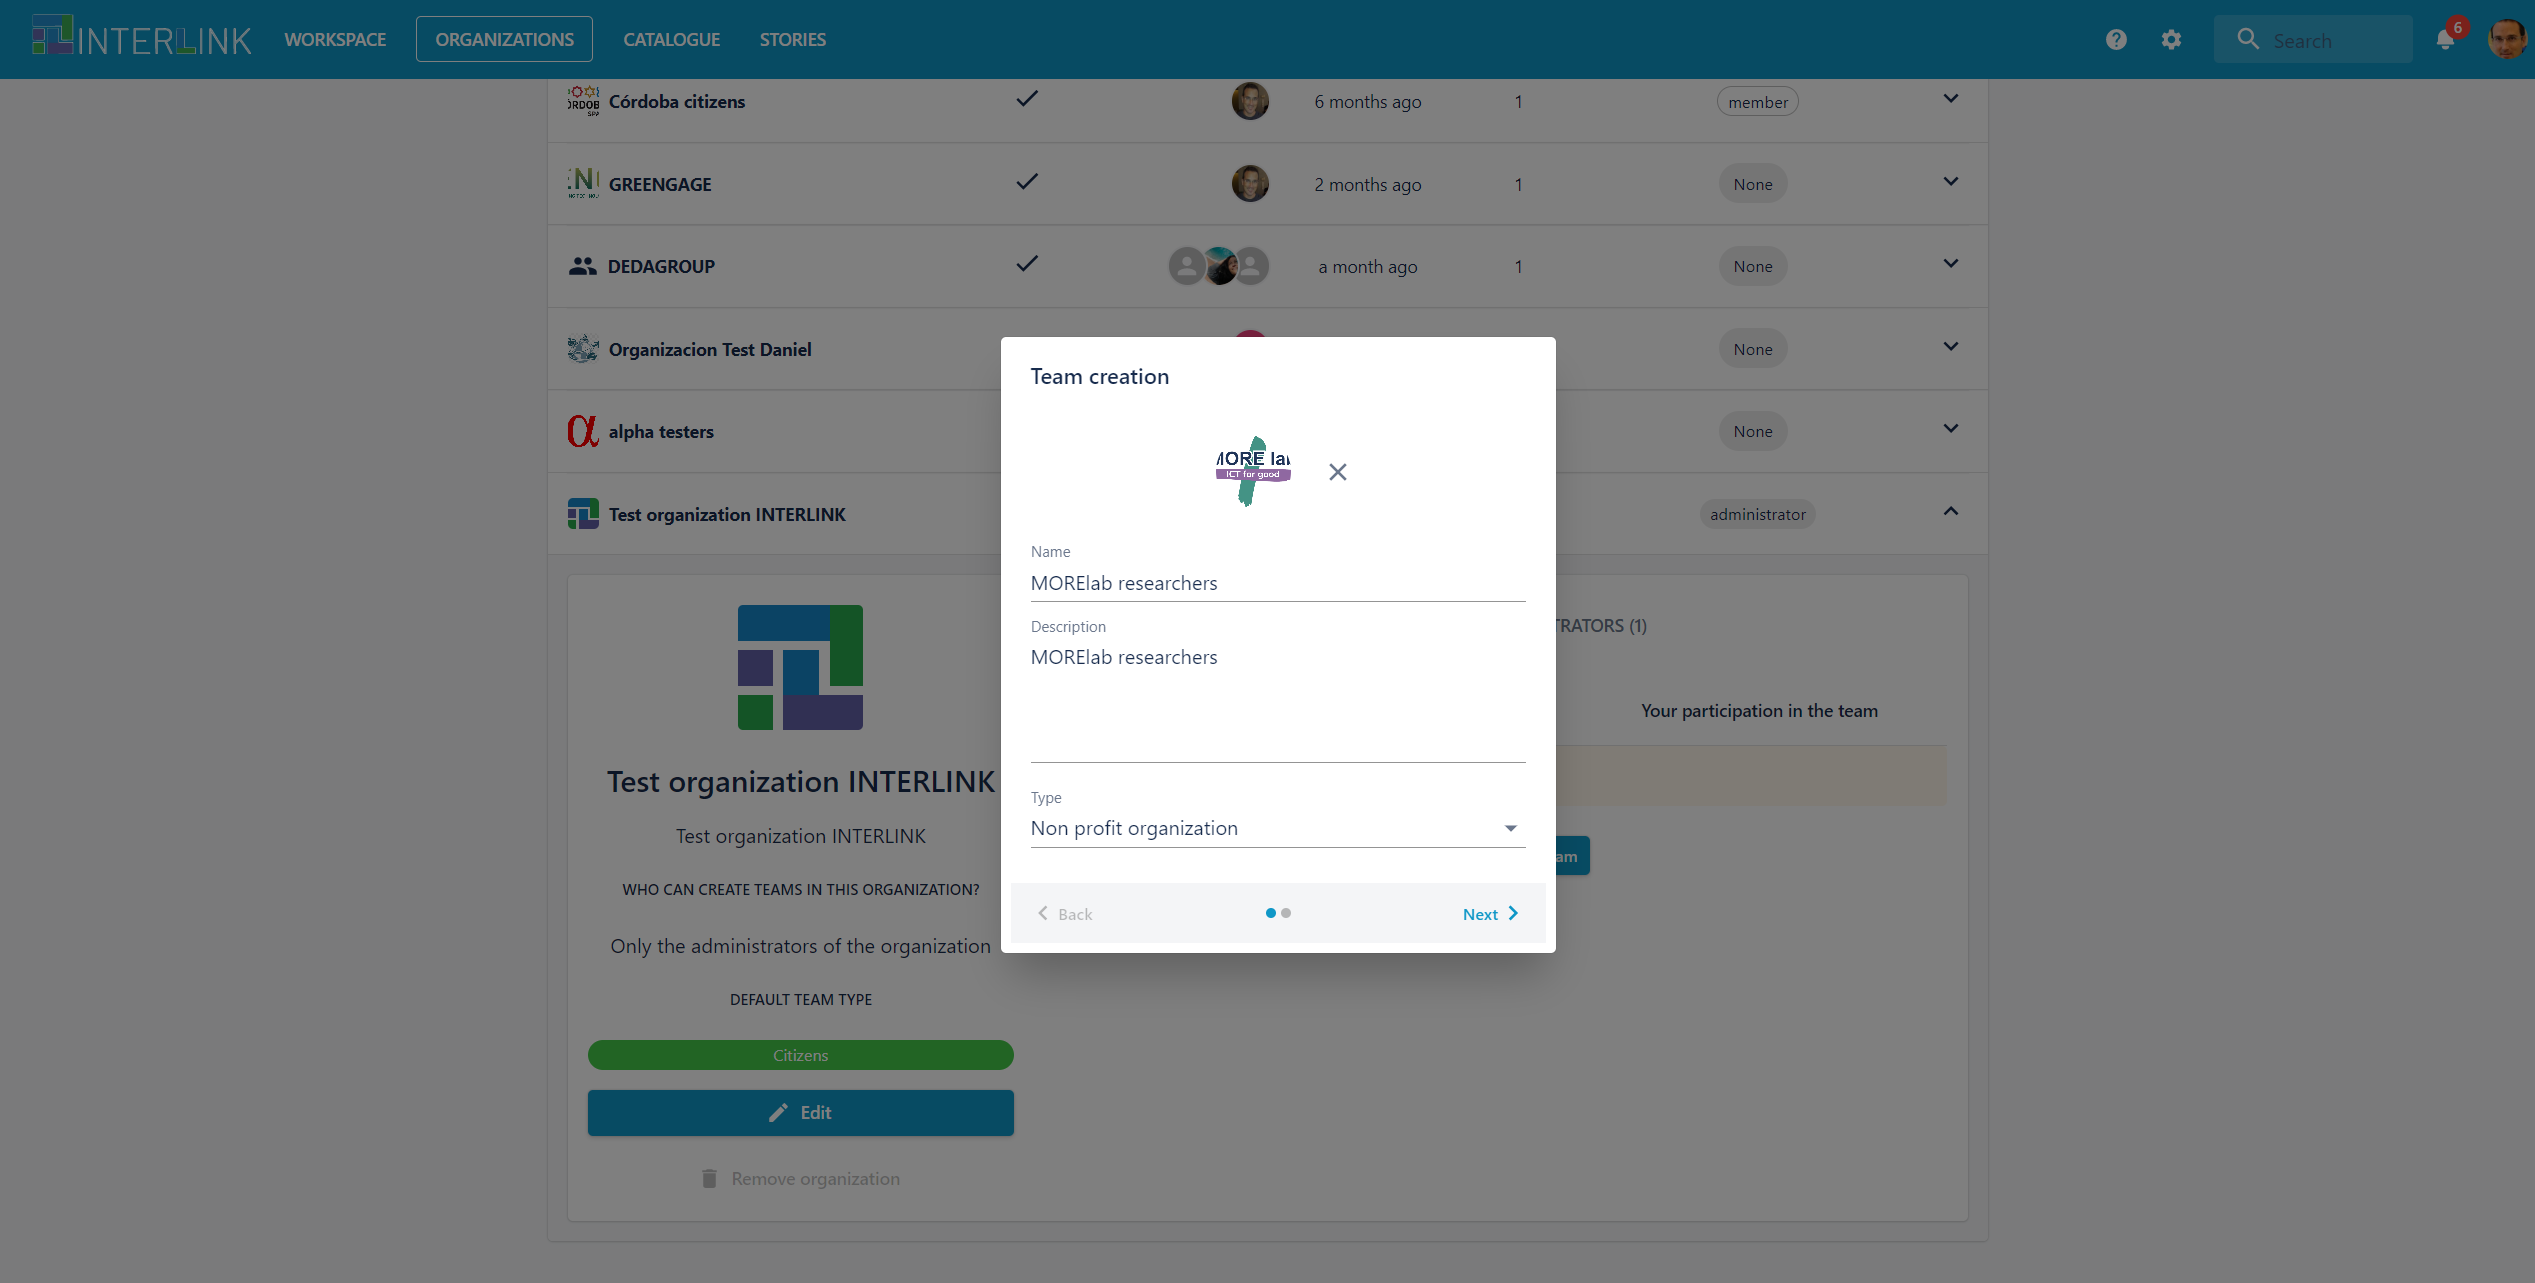 INTERLINK WORKSPACE ORGANIZATIONS CATALOGUE STORIES Search 6
Córdoba citizens 6 months ago 1 member
GREENGAGE 2 months ago 1 None
DEDAGROUP a month ago 1 None
Organizacion Test Daniel None
alpha testers None
Test organization INTERLINK administrator
Team creation
MORE lab
ICT for good
Name
MORElab researchers
Description
MORElab researchers
Type
Non profit organization
Back Next
Test organization INTERLINK
Test organization INTERLINK
WHO CAN CREATE TEAMS IN THIS ORGANIZATION?
Only the administrators of the organization
DEFAULT TEAM TYPE
Citizens
Edit
Remove organization
TRATORS (1)
Your participation in the team
am